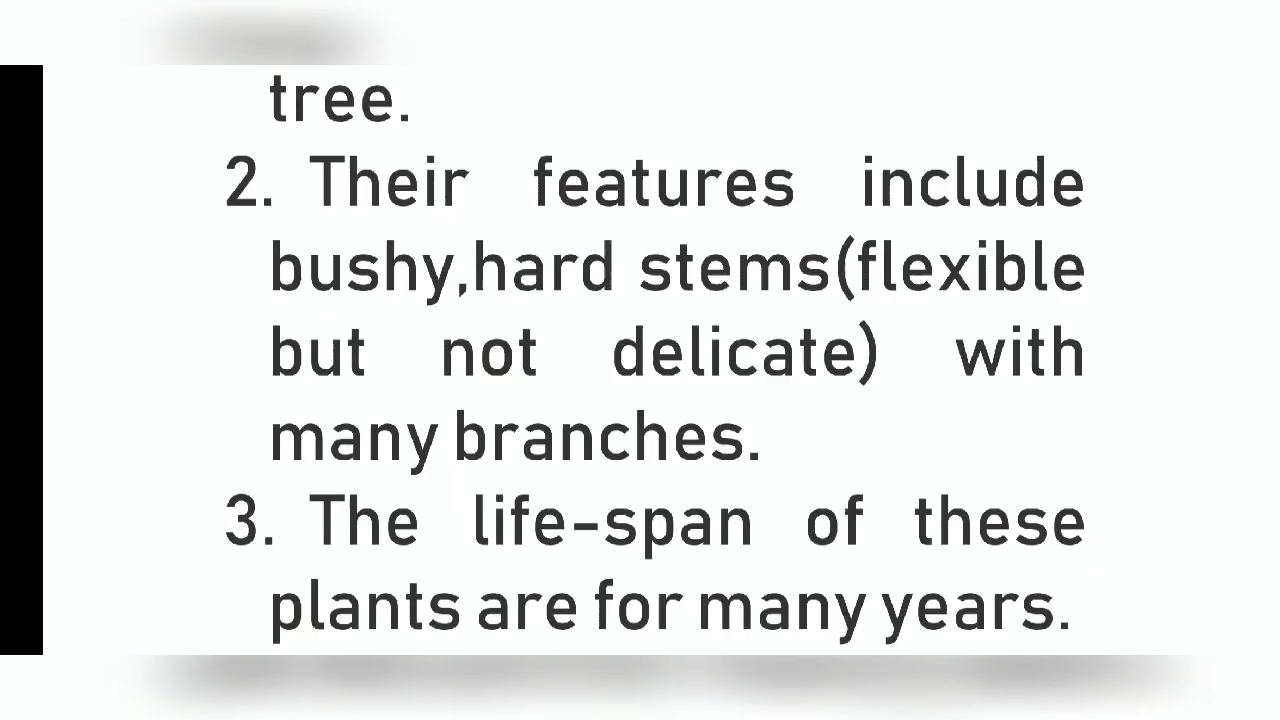 tree.
2. Their features include
bushy,hard stems(flexible
but not delicate) with
many branches.
3. The life-span of these
plants are for many years.